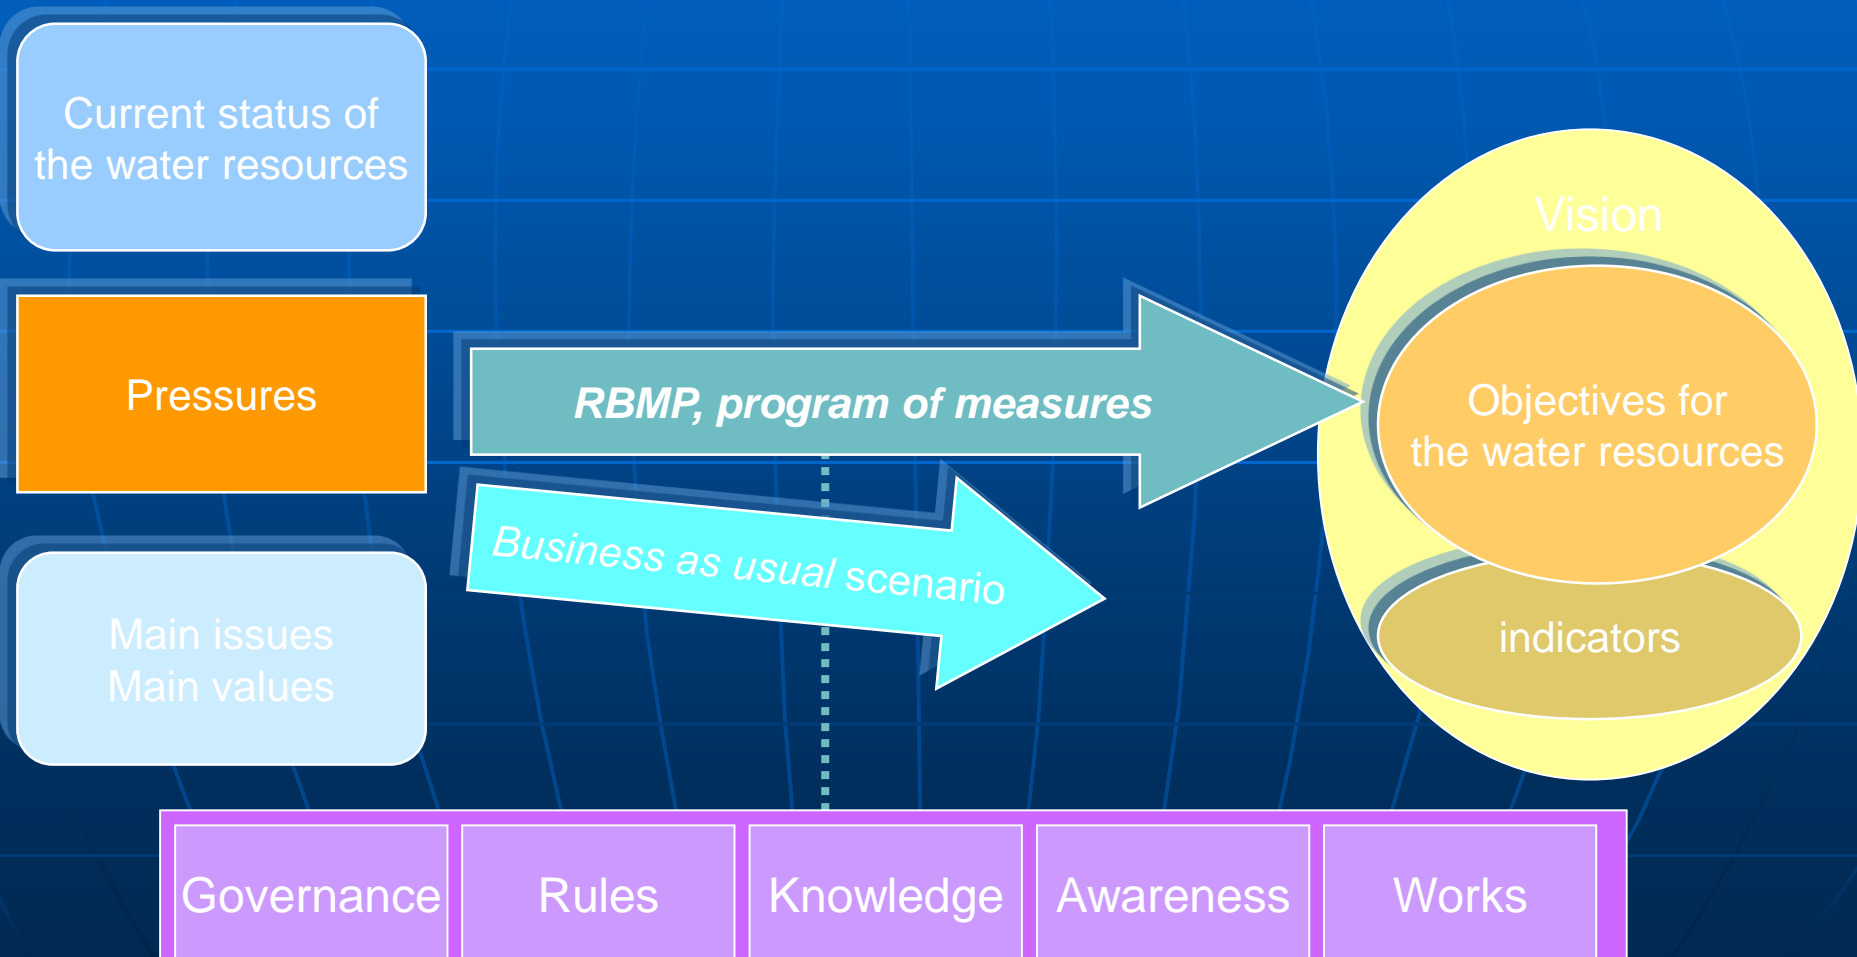 Current status of
the water resources
Pressures
Main issues
Main values
RBMP, program of measures
Business as usual scenario
Vision
Objectives for
the water resources
indicators
Governance
Rules
Knowledge
Awareness
Works